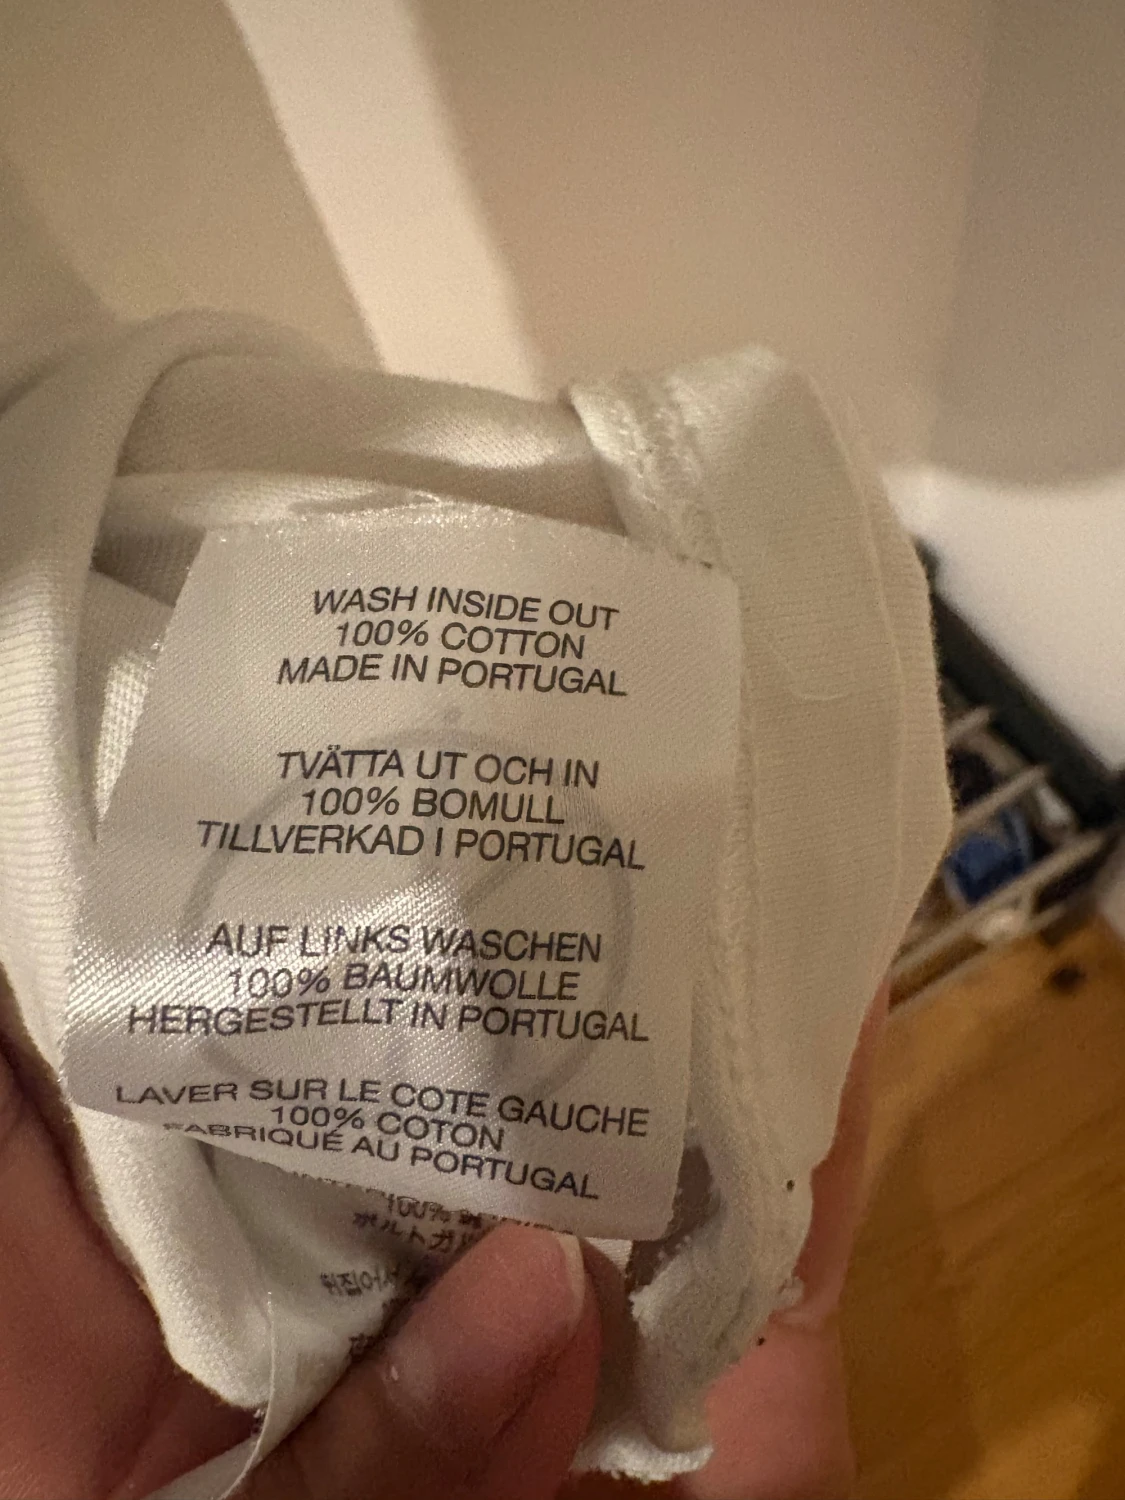 WASH INSIDE OUT
100% COTTON
MADE IN PORTUGAL
TVÄTTA UT OCH IN
100% BOMULL
TILLVERKAD I PORTUGAL
AUF LINKS WASCHEN
100% BAUMWOLLE
HERGESTELLT IN PORTUGAL
LAVER SUR LE COTE GAUCHE
100% COTON
FABRIQUÉ AU PORTUGAL
100%